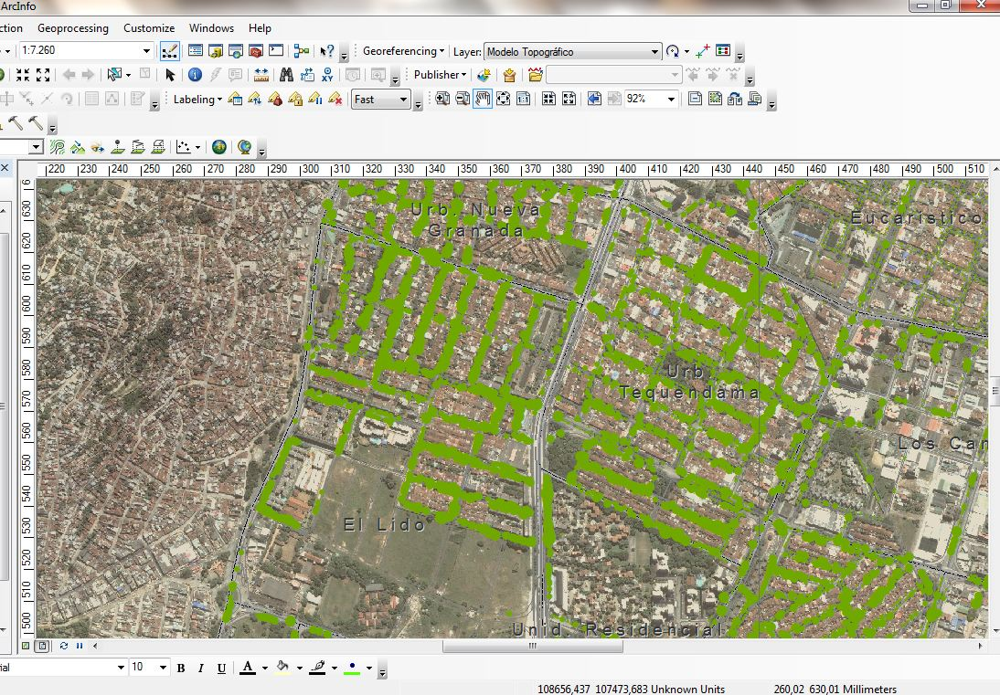 ArcInfo
ction Geoprocessing Customize Windows Help
1:7.260 Georeferencing Layer: Modelo Topográfico
Publisher
Labeling Fast 92%
220 230 240 250 260 270 280 290 300 310 320 330 340 350 360 370 380 390 400 410 420 430 440 450 460 470 480 490 500 510
6
630
620
610
600
590
580
570
560
550
540
530
520
510
500
Urb. Nueva
Granada
Eucaristico
Urb.
Tequendama
Los Cam
El Lido
Unid. Residencial
ial 10 B I U A
108656,437 107473,683 Unknown Units 260,02 630,01 Millimeters